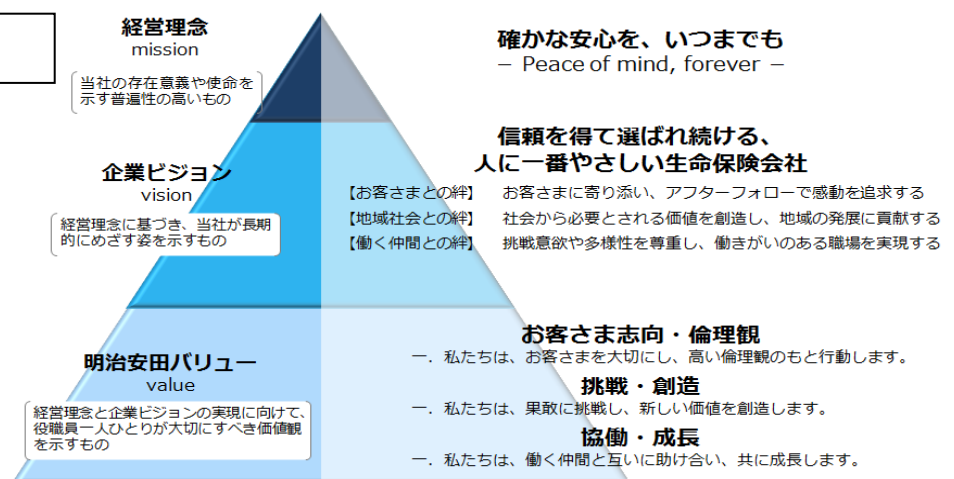 経営理念
mission
当社の存在意義や使命を
示す普遍性の高いもの
確かな安心を、いつまでも
− Peace of mind, forever −
企業ビジョン
vision
経営理念に基づき、当社が長期
的にめざす姿を示すもの
信頼を得て選ばれ続ける、
人に一番やさしい生命保険会社
【お客さまとの絆】 お客さまに寄り添い、アフターフォローで感動を追求する
【地域社会との絆】 社会から必要とされる価値を創造し、地域の発展に貢献する
【働く仲間との絆】 挑戦意欲や多様性を尊重し、働きがいのある職場を実現する
明治安田バリュー
value
経営理念と企業ビジョンの実現に向けて、
役職員一人ひとりが大切にすべき価値観
を示すもの
お客さま志向・倫理観
一．私たちは、お客さまを大切にし、高い倫理観のもと行動します。
挑戦・創造
一．私たちは、果敢に挑戦し、新しい価値を創造します。
協働・成長
一．私たちは、働く仲間と互いに助け合い、共に成長します。